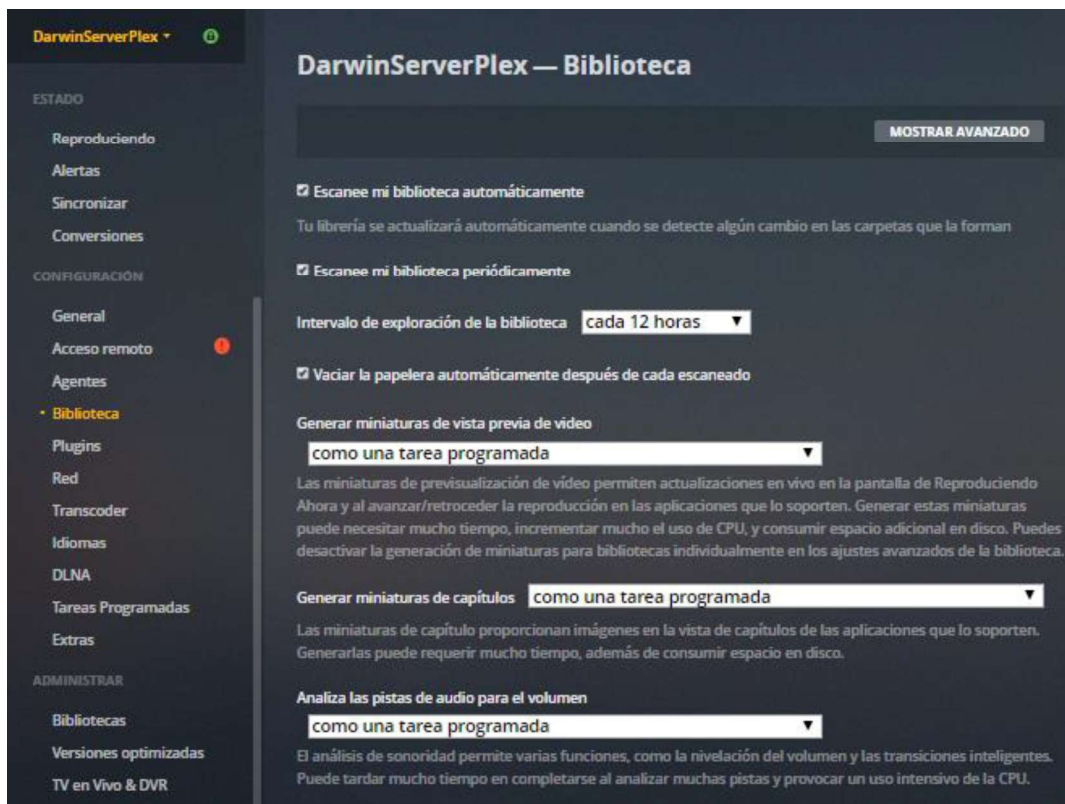 DarwinServerPlex
ESTADO
Reproduciendo
Alertas
Sincronizar
Conversiones
CONFIGURACIÓN
General
Acceso remoto
Agentes
Biblioteca
Plugins
Red
Transcoder
Idiomas
DLNA
Tareas Programadas
Extras
ADMINISTRAR
Bibliotecas
Versiones optimizadas
TV en Vivo & DVR
DarwinServerPlex — Biblioteca
MOSTRAR AVANZADO
Escanee mi biblioteca automáticamente
Tu librería se actualizará automáticamente cuando se detecte algún cambio en las carpetas que la forman
Escanee mi biblioteca periódicamente
Intervalo de exploración de la biblioteca cada 12 horas
Vaciar la papelera automáticamente después de cada escaneado
Generar miniaturas de vista previa de video
como una tarea programada
Las miniaturas de previsualización de vídeo permiten actualizaciones en vivo en la pantalla de Reproduciendo
Ahora y al avanzar/retroceder la reproducción en las aplicaciones que lo soporten. Generar estas miniaturas
puede necesitar mucho tiempo, incrementar mucho el uso de CPU, y consumir espacio adicional en disco. Puedes
desactivar la generación de miniaturas para bibliotecas individualmente en los ajustes avanzados de la biblioteca.
Generar miniaturas de capítulos como una tarea programada
Las miniaturas de capítulo proporcionan imágenes en la vista de capítulos de las aplicaciones que lo soporten.
Generarlas puede requerir mucho tiempo, además de consumir espacio en disco.
Analiza las pistas de audio para el volumen
como una tarea programada
El análisis de sonoridad permite varias funciones, como la nivelación del volumen y las transiciones inteligentes.
Puede tardar mucho tiempo en completarse al analizar muchas pistas y provocar un uso intensivo de la CPU.